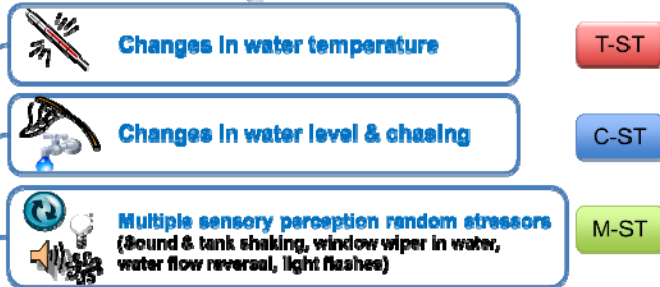 Changes in water temperature
T-ST
Changes in water level & chasing
C-ST
Multiple sensory perception random stressors
(Sound & tank shaking, window wiper in water,
water flow reversal, light flashes)
M-ST